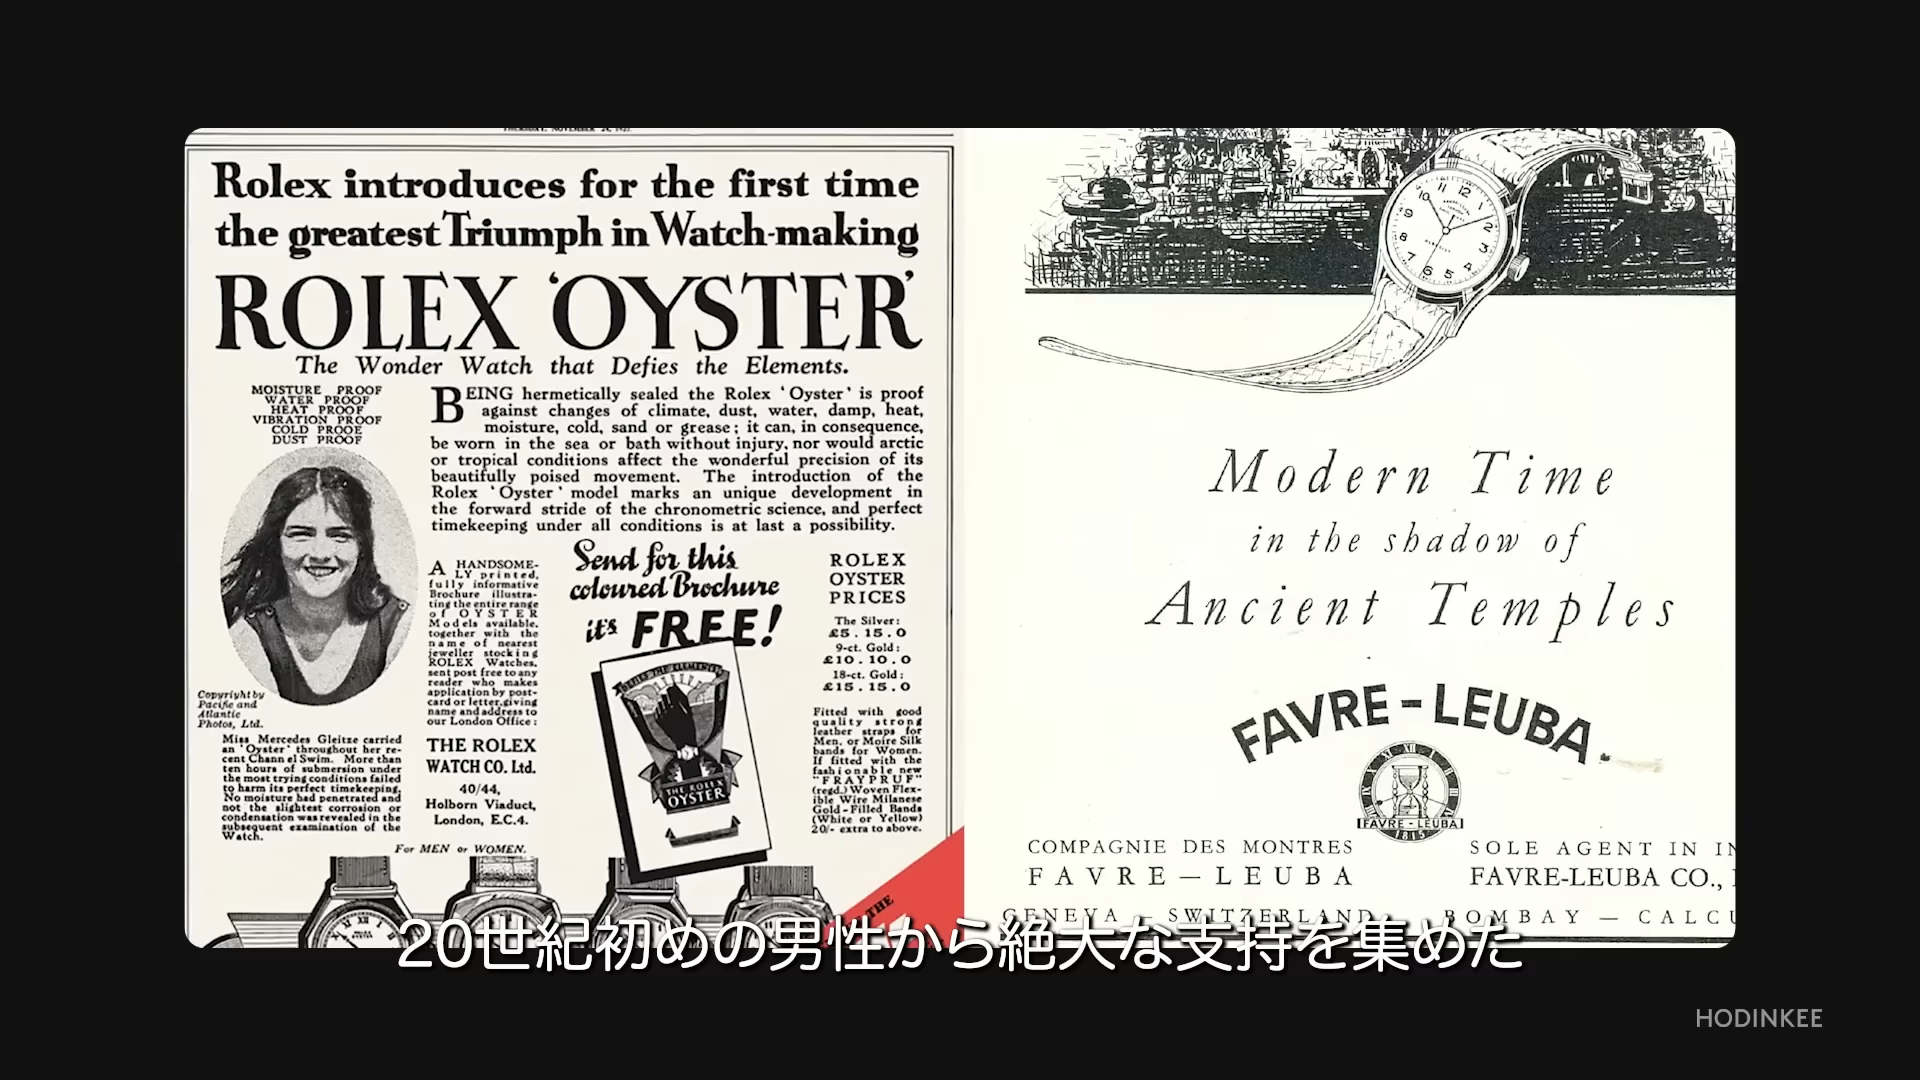 THURSDAY, NOVEMBER 24, 1927.
Rolex introduces for the first time
the greatest Triumph in Watch-making
ROLEX 'OYSTER'
The Wonder Watch that Defies the Elements.
MOISTURE PROOF
WATER PROOF
HEAT PROOF
VIBRATION PROOF
COLD PROOF
DUST PROOF
BEING hermetically sealed the Rolex 'Oyster' is proof
against changes of climate, dust, water, damp, heat,
moisture, cold, sand or grease; it can, in consequence,
be worn in the sea or bath without injury, nor would arctic
or tropical conditions affect the wonderful precision of its
beautifully poised movement. The introduction of the
Rolex 'Oyster' model marks an unique development in
the forward stride of the chronometric science, and perfect
timekeeping under all conditions is at last a possibility.
Copyright by
Pacific and
Atlantic
Photos, Ltd.
Miss Mercedes Gleitze carried
an 'Oyster' throughout her re-
cent Channel Swim. More than
ten hours of submersion under
the most trying conditions failed
to harm its perfect timekeeping.
No moisture had penetrated and
not the slightest corrosion or
condensation was revealed in the
subsequent examination of the
Watch.
A HANDSOME-
LY printed,
fully informative
Brochure illustra-
ting the entire range
of OYSTER
Models available,
together with the
name of nearest
jeweller stocking
ROLEX Watches,
sent post free to any
reader who makes
application by post-
card or letter, giving
name and address to
our London Office:
THE ROLEX
WATCH CO. Ltd.
40/44,
Holborn Viaduct,
London, E.C.4.
For MEN or WOMEN.
Send for this
coloured Brochure
it's FREE!
DEFIES THE ELEMENTS
THE ROLEX
OYSTER
ROLEX
OYSTER
PRICES
The Silver:
£5.15.0
9-ct. Gold:
£10.10.0
18-ct. Gold:
£15.15.0
Fitted with good
quality strong
leather straps for
Men, or Moire Silk
bands for Women.
If fitted with the
fashionable new
"FRAYPRUF"
(regd.) Woven Flex-
ible Wire Milanese
Gold-Filled Bands
(White or Yellow)
20/- extra to above.
THE
Modern Time
in the shadow of
Ancient Temples
FAVRE-LEUBA
FAVRE-LEUBA
1815
COMPAGNIE DES MONTRES
FAVRE—LEUBA
GENEVA — SWITZERLAND
SOLE AGENT IN IN
FAVRE-LEUBA CO.,
BOMBAY — CALCU
20世紀初めの男性から絶大な支持を集めた
HODINKEE